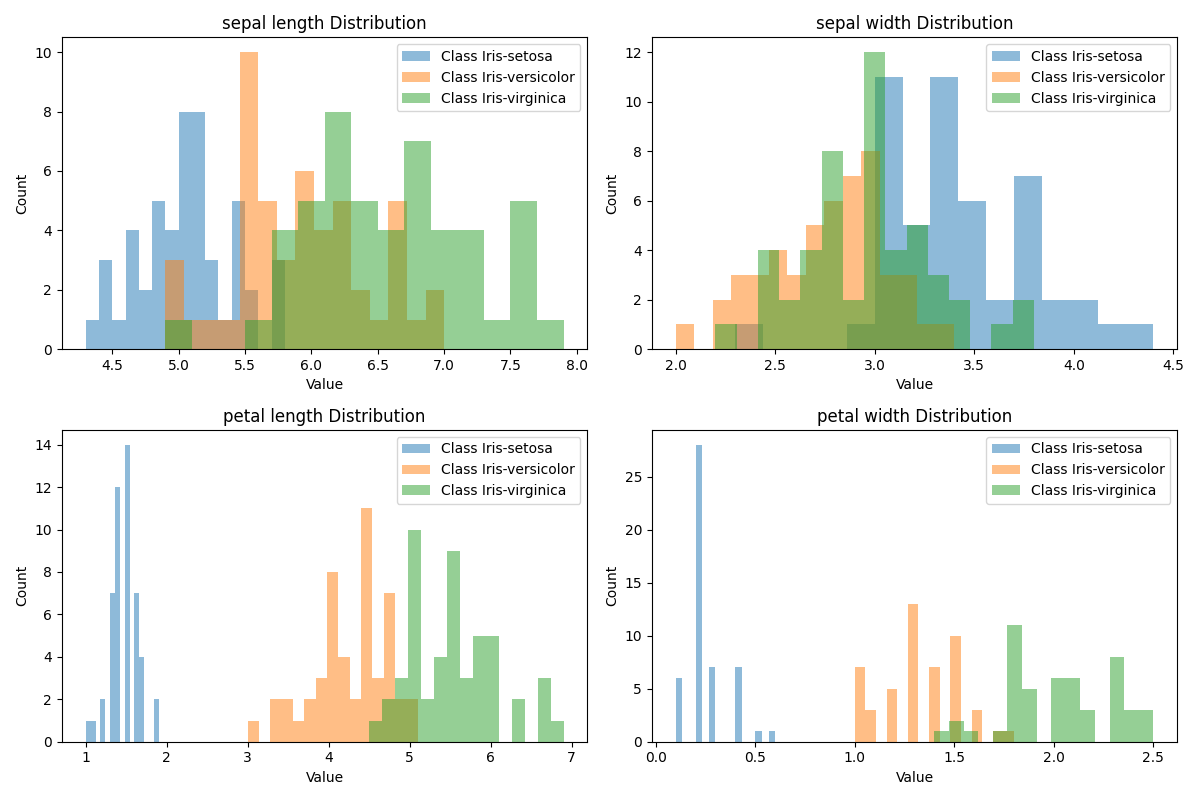 sepal length Distribution
Count
10
8
6
4
2
0
Class Iris-setosa
Class Iris-versicolor
Class Iris-virginica
4.5 5.0 5.5 6.0 6.5 7.0 7.5 8.0
Value
sepal width Distribution
Count
12
10
8
6
4
2
0
Class Iris-setosa
Class Iris-versicolor
Class Iris-virginica
2.0 2.5 3.0 3.5 4.0 4.5
Value
petal length Distribution
Count
14
12
10
8
6
4
2
0
Class Iris-setosa
Class Iris-versicolor
Class Iris-virginica
1 2 3 4 5 6 7
Value
petal width Distribution
Count
25
20
15
10
5
0
Class Iris-setosa
Class Iris-versicolor
Class Iris-virginica
0.0 0.5 1.0 1.5 2.0 2.5
Value